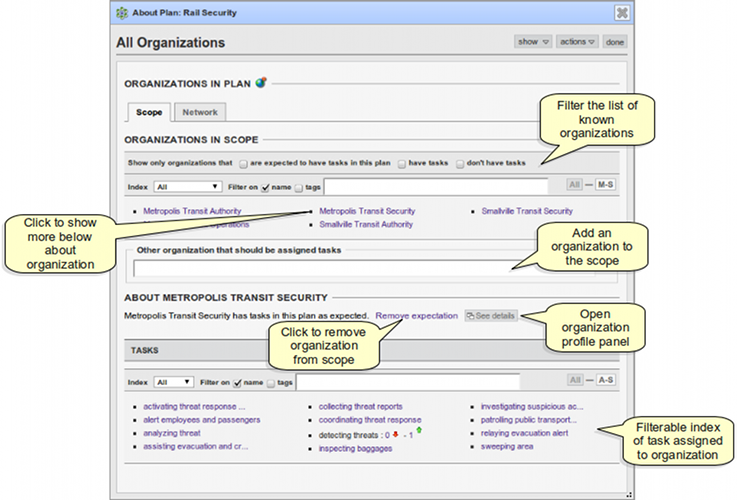 About Plan: Rail Security
All Organizations
show
actions
done
ORGANIZATIONS IN PLAN
Scope
Network
Filter the list of
known
organizations
ORGANIZATIONS IN SCOPE
Show only organizations that are expected to have tasks in this plan have tasks don't have tasks
Index All Filter on name tags All — M-S
Click to show
more below
about
organization
Metropolis Transit Authority
Metropolis Transit Security
Smallville Transit Security
Operations
Smallville Transit Authority
Add an
organization to
the scope
Other organization that should be assigned tasks
ABOUT METROPOLIS TRANSIT SECURITY
Metropolis Transit Security has tasks in this plan as expected. Remove expectation See details
Click to remove
organization
from scope
Open
organization
profile panel
TASKS
Index All Filter on name tags All — A-S
activating threat response ...
collecting threat reports
investigating suspicious ac...
alert employees and passengers
coordinating threat response
patrolling public transport...
analyzing threat
detecting threats : 0 - 1
relaying evacuation alert
assisting evacuation and cr...
inspecting baggages
sweeping area
Filterable index
of task assigned
to organization